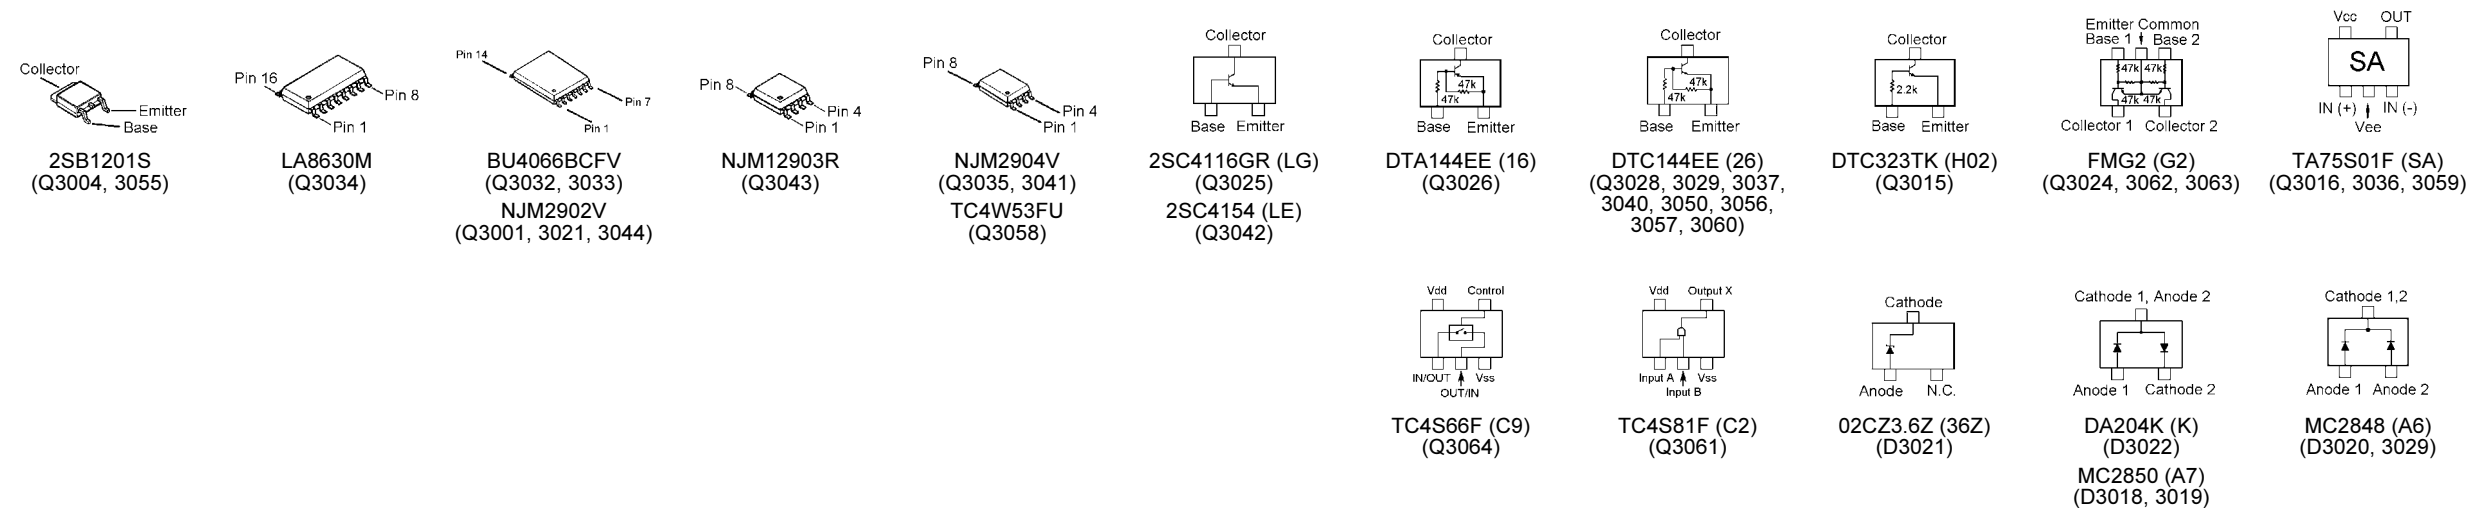 Collector
Emitter
Base
2SB1201S
(Q3004, 3055)
Pin 16
Pin 8
Pin 1
LA8630M
(Q3034)
Pin 14
Pin 7
Pin 1
BU4066BCFV
(Q3032, 3033)
NJM2902V
(Q3001, 3021, 3044)
Pin 8
Pin 4
Pin 1
NJM12903R
(Q3043)
Pin 8
Pin 4
Pin 1
NJM2904V
(Q3035, 3041)
TC4W53FU
(Q3058)
Collector
Base Emitter
2SC4116GR (LG)
(Q3025)
2SC4154 (LE)
(Q3042)
Collector
47k
47k
Base Emitter
DTA144EE (16)
(Q3026)
Collector
47k
47k
Base Emitter
DTC144EE (26)
(Q3028, 3029, 3037,
3040, 3050, 3056,
3057, 3060)
Collector
2.2k
Base Emitter
DTC323TK (H02)
(Q3015)
Emitter Common
Base 1 Base 2
47k 47k
47k 47k
Collector 1 Collector 2
FMG2 (G2)
(Q3024, 3062, 3063)
Vcc OUT
SA
IN (+) IN (-)
Vee
TA75S01F (SA)
(Q3016, 3036, 3059)
Vdd Control
IN/OUT Vss
OUT/IN
TC4S66F (C9)
(Q3064)
Vdd Output X
Input A Vss
Input B
TC4S81F (C2)
(Q3061)
Cathode
Anode N.C.
02CZ3.6Z (36Z)
(D3021)
Cathode 1, Anode 2
Anode 1 Cathode 2
DA204K (K)
(D3022)
MC2850 (A7)
(D3018, 3019)
Cathode 1,2
Anode 1 Anode 2
MC2848 (A6)
(D3020, 3029)